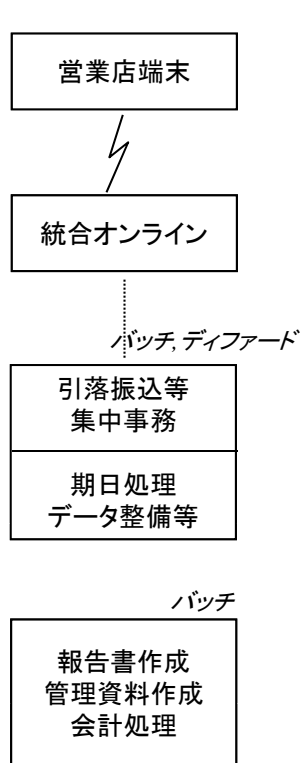 営業店端末
統合オンライン
バッチ,ディファード
引落振込等
集中事務
期日処理
データ整備等
バッチ
報告書作成
管理資料作成
会計処理